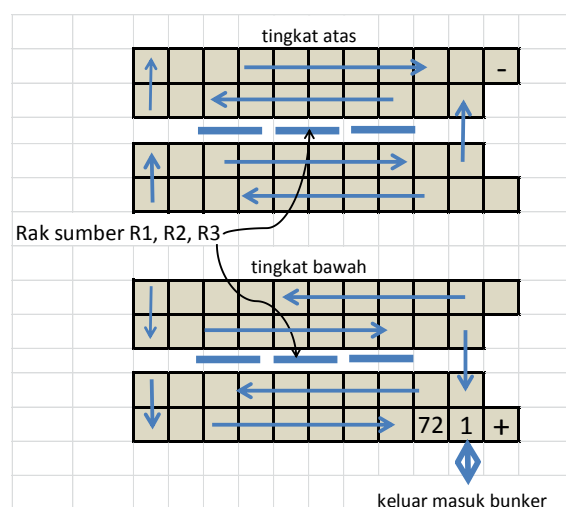 tingkat atas
-
Rak sumber R1, R2, R3
tingkat bawah
72 1 +
keluar masuk bunker